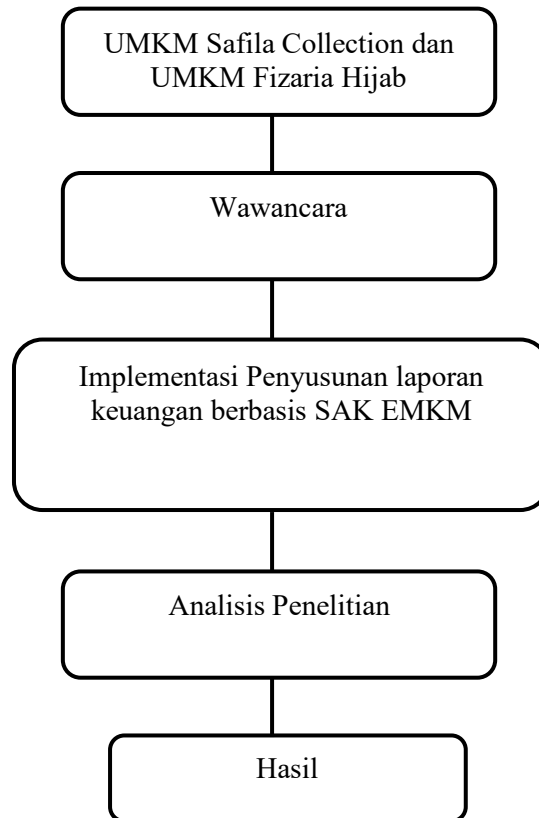 UMKM Safila Collection dan
UMKM Fizaria Hijab
Wawancara
Implementasi Penyusunan laporan
keuangan berbasis SAK EMKM
Analisis Penelitian
Hasil